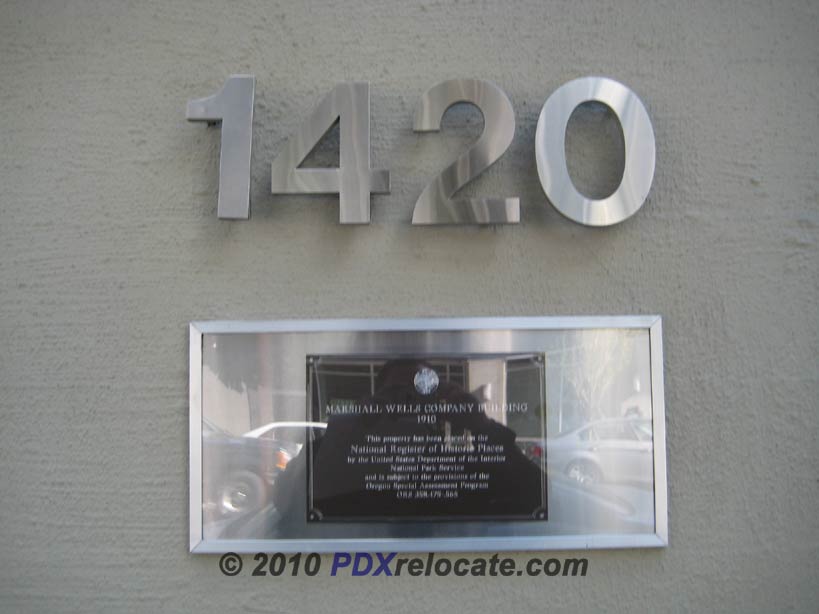 1420
MARSHALL WELLS COMPANY BUILDING
1910
This property has been placed on the
National Register of Historic Places
by the United States Department of the Interior
National Park Service
and is subject to the provisions of the
Oregon Special Assessment Program
ORS 358.475-.565
© 2010 PDXrelocate.com